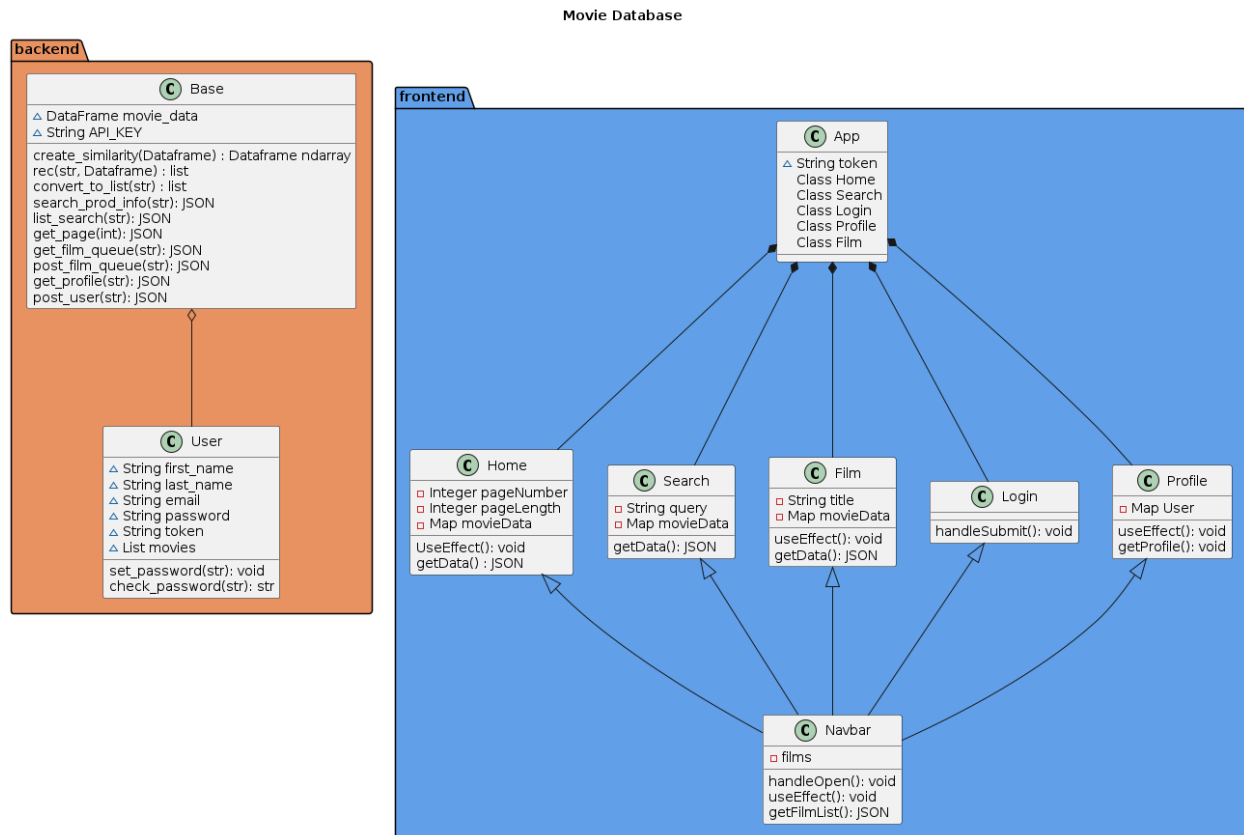 Movie Database
backend
C Base
DataFrame movie_data
String API_KEY
create_similarity(Dataframe) : Dataframe ndarray
rec(str, Dataframe) : list
convert_to_list(str) : list
search_prod_info(str): JSON
list_search(str): JSON
get_page(int): JSON
get_film_queue(str): JSON
post_film_queue(str): JSON
get_profile(str): JSON
post_user(str): JSON
C User
String first_name
String last_name
String email
String password
String token
List movies
set_password(str): void
check_password(str): str
frontend
C App
String token
Class Home
Class Search
Class Login
Class Profile
Class Film
C Home
Integer pageNumber
Integer pageLength
Map movieData
UseEffect(): void
getData() : JSON
C Search
String query
Map movieData
getData(): JSON
C Film
String title
Map movieData
useEffect(): void
getData(): JSON
C Login
handleSubmit(): void
C Profile
Map User
useEffect(): void
getProfile(): void
C Navbar
films
handleOpen(): void
useEffect(): void
getFilmList(): JSON